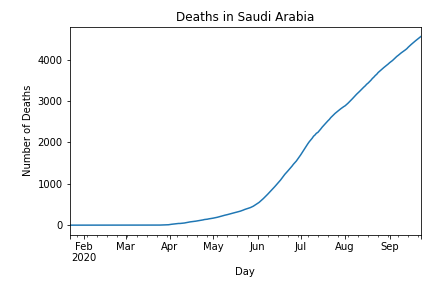 Deaths in Saudi Arabia
Number of Deaths
4000
3000
2000
1000
0
Feb Mar Apr May Jun Jul Aug Sep
2020
Day